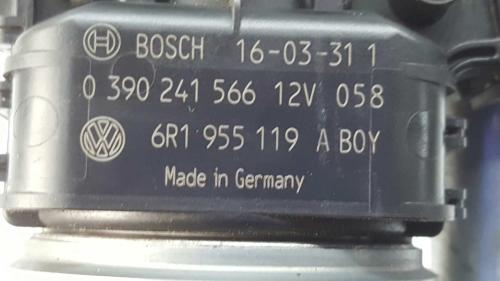 BOSCH 16-03-31 1
0 390 241 566 12V 058
6R1 955 119 A BOY
Made in Germany